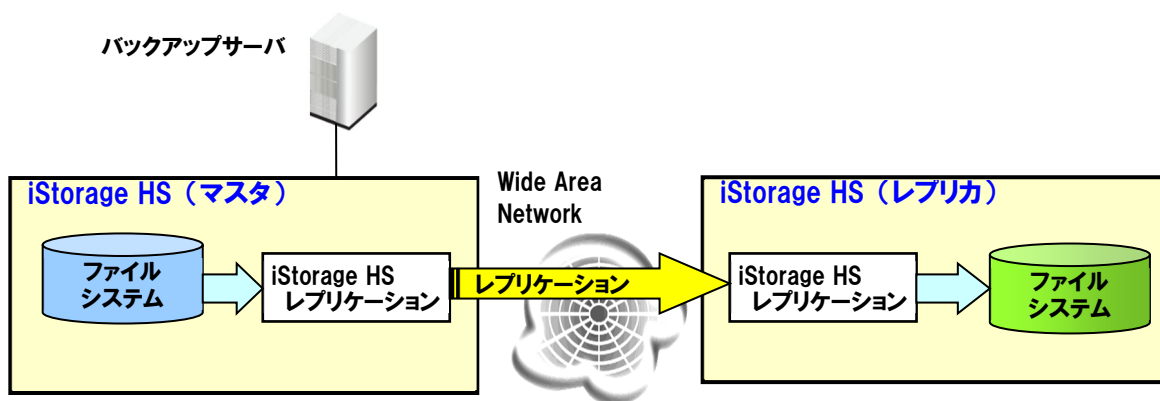 バックアップサーバ
iStorage HS（マスタ）
ファイル
システム
iStorage HS
レプリケーション
Wide Area
Network
レプリケーション
iStorage HS（レプリカ）
iStorage HS
レプリケーション
ファイル
システム